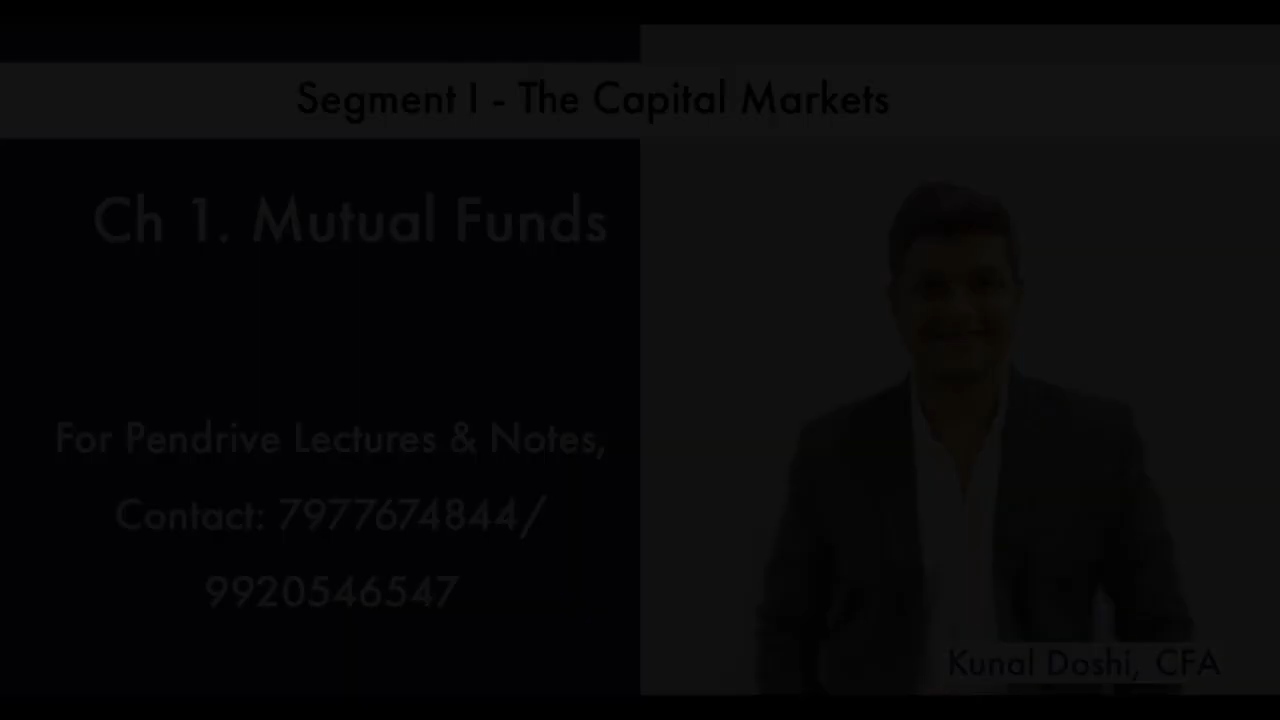 Segment I - The Capital Markets
Ch 1. Mutual Funds
For Pendrive Lectures & Notes,
Contact: 7977674844/
9920546547
Kunal Doshi, CFA